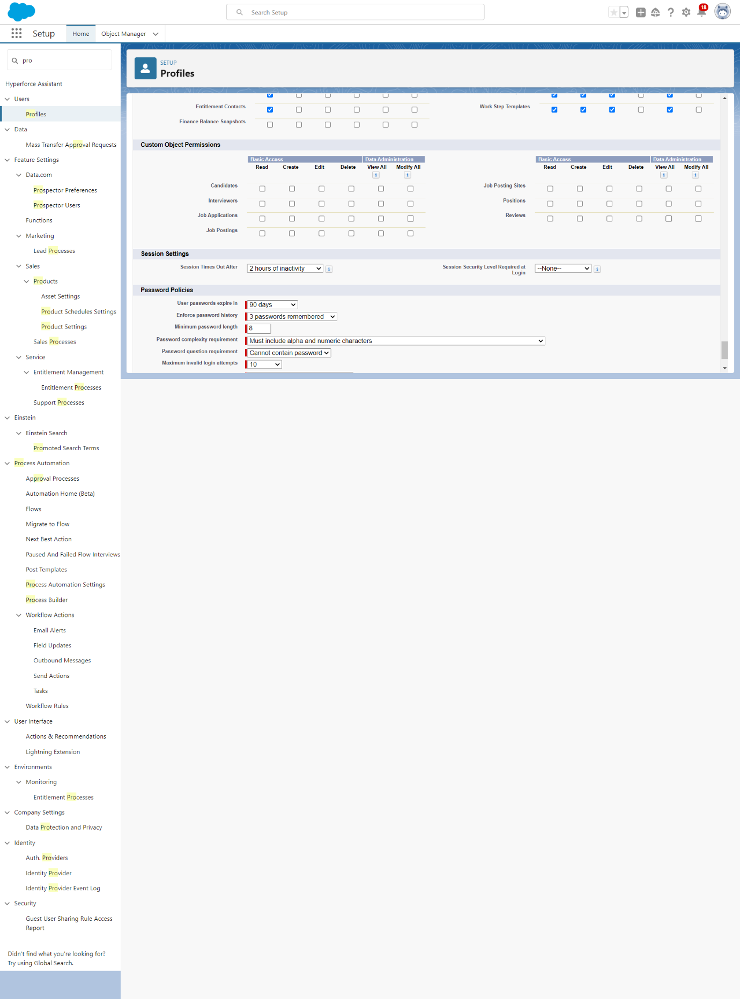 Search Setup
18
Setup
Home
Object Manager
pro
Hyperforce Assistant
Users
Profiles
Data
Mass Transfer Approval Requests
Feature Settings
Data.com
Prospector Preferences
Prospector Users
Functions
Marketing
Lead Processes
Sales
Products
Asset Settings
Product Schedules Settings
Product Settings
Sales Processes
Service
Entitlement Management
Entitlement Processes
Support Processes
Einstein
Einstein Search
Promoted Search Terms
Process Automation
Approval Processes
Automation Home (Beta)
Flows
Migrate to Flow
Next Best Action
Paused And Failed Flow Interviews
Post Templates
Process Automation Settings
Process Builder
Workflow Actions
Email Alerts
Field Updates
Outbound Messages
Send Actions
Tasks
Workflow Rules
User Interface
Actions & Recommendations
Lightning Extension
Environments
Monitoring
Entitlement Processes
Company Settings
Data Protection and Privacy
Identity
Auth. Providers
Identity Provider
Identity Provider Event Log
Security
Guest User Sharing Rule Access
Report
Didn't find what you're looking for?
Try using Global Search.
SETUP
Profiles
Entitlement Contacts
Work Step Templates
Finance Balance Snapshots
Custom Object Permissions
Basic Access Data Administration
Read Create Edit Delete View All Modify All
Candidates
Interviewers
Job Applications
Job Postings
Basic Access Data Administration
Read Create Edit Delete View All Modify All
Job Posting Sites
Positions
Reviews
Session Settings
Session Times Out After 2 hours of inactivity
Session Security Level Required at
Login
--None--
Password Policies
User passwords expire in 90 days
Enforce password history 3 passwords remembered
Minimum password length 8
Password complexity requirement Must include alpha and numeric characters
Password question requirement Cannot contain password
Maximum invalid login attempts 10